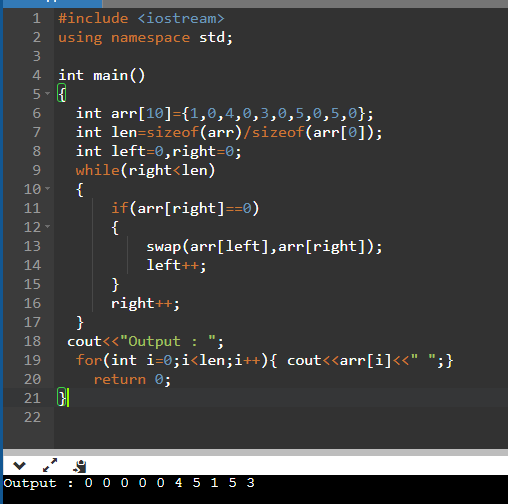 1 #include <iostream>
2 using namespace std;
3
4 int main()
5 {
6 int arr[10]={1,0,4,0,3,0,5,0,5,0};
7 int len=sizeof(arr)/sizeof(arr[0]);
8 int left=0,right=0;
9 while(right<len)
10 {
11 if(arr[right]==0)
12 {
13 swap(arr[left],arr[right]);
14 left++;
15 }
16 right++;
17 }
18 cout<<"Output : ";
19 for(int i=0;i<len;i++){ cout<<arr[i]<<" ";}
20 return 0;
21 }
22
Output : 0 0 0 0 0 4 5 1 5 3